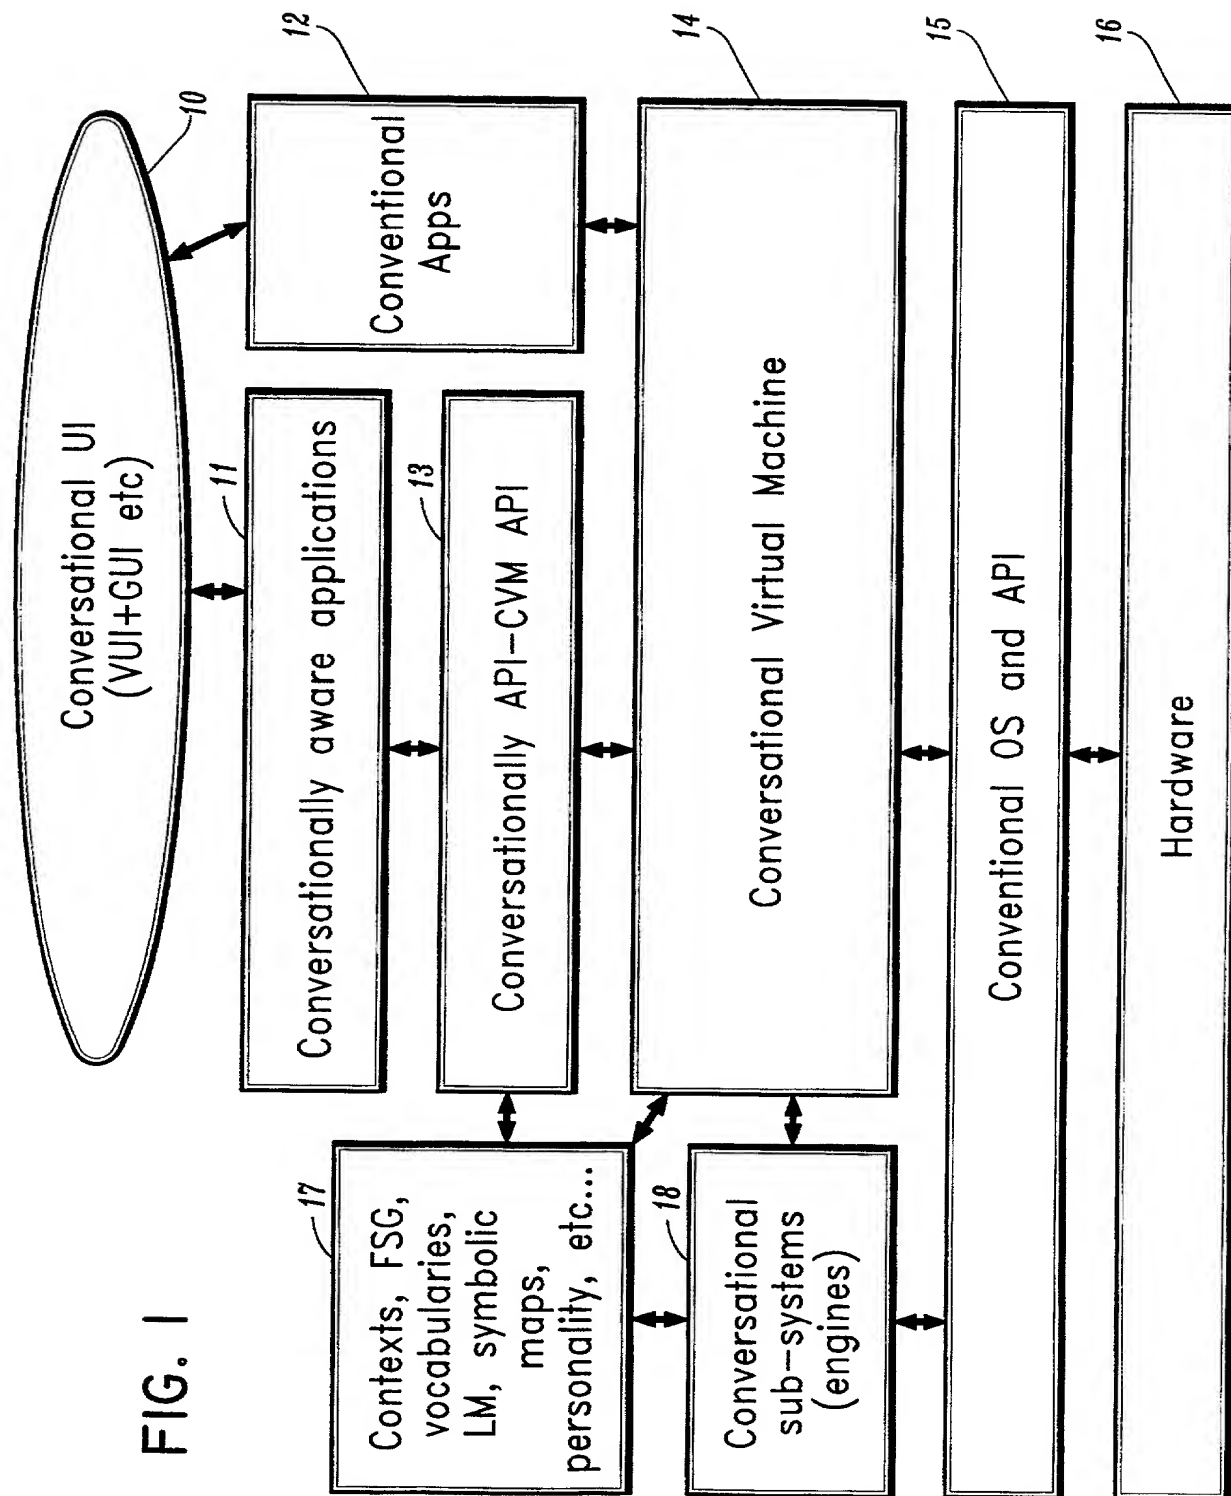 FIG. 1
Conversational UI
(VUI+GUI etc)
10
Conversationally aware applications
11
Conventional
Apps
12
Conversationally API-CVM API
13
Contexts, FSG,
vocabularies,
LM, symbolic
maps,
personality, etc...
17
Conversational Virtual Machine
14
Conversational
sub-systems
(engines)
18
Conventional OS and API
15
Hardware
16